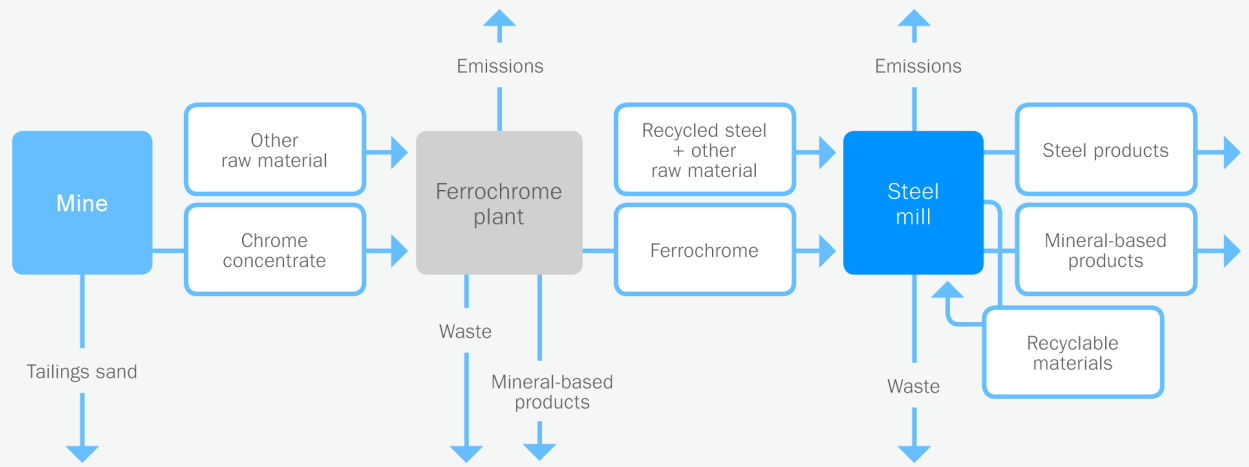 Emissions
Emissions
Other
raw material
Recycled steel
+ other
raw material
Steel products
Mine
Ferrochrome
plant
Steel
mill
Chrome
concentrate
Ferrochrome
Mineral-based
products
Waste
Recyclable
materials
Tailings sand
Mineral-based
products
Waste